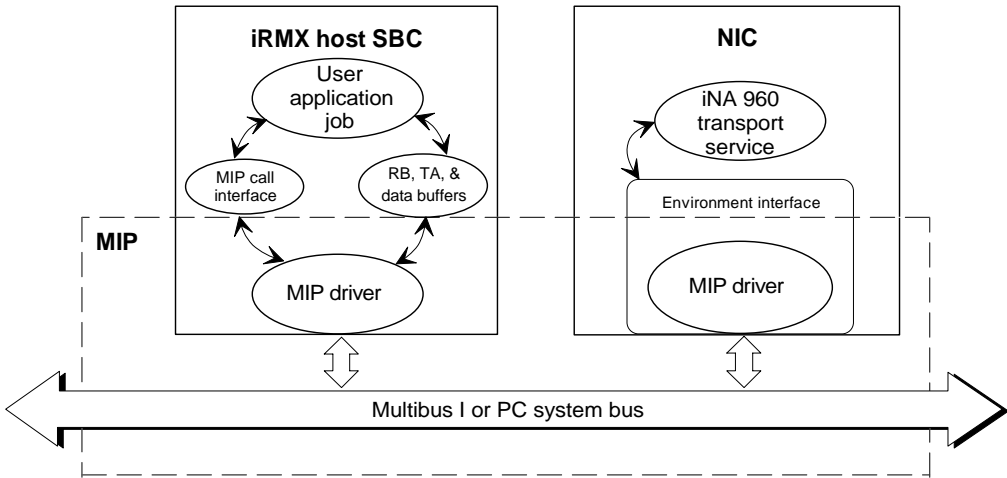 iRMX host SBC
User
application
job
MIP call
interface
RB, TA, &
data buffers
MIP
MIP driver
NIC
iNA 960
transport
service
Environment interface
MIP driver
Multibus I or PC system bus